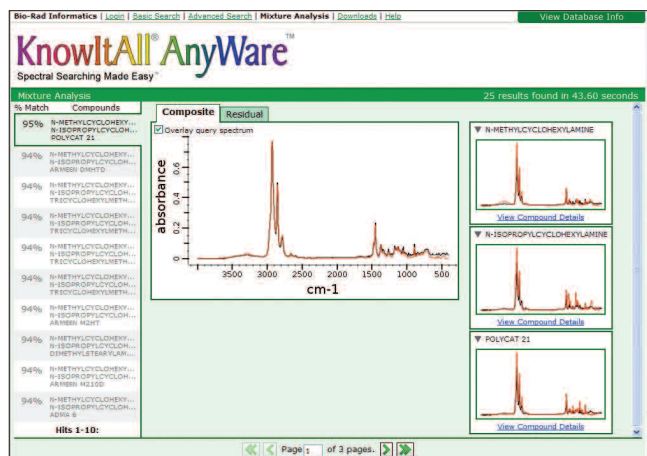 Bio-Rad Informatics | Login | Basic Search | Advanced Search | Mixture Analysis | Downloads | Help
View Database Info
KnowItAll® AnyWare™
Spectral Searching Made Easy™
Mixture Analysis
25 results found in 43.60 seconds
% Match Compounds
95% N-METHYLCYCLOHEXY...
N-ISOPROPYLCYCLOH...
POLYCAT 21
94% N-METHYLCYCLOHEXY...
N-ISOPROPYLCYCLOH...
ARMEEN DMHTD
94% N-METHYLCYCLOHEXY...
N-ISOPROPYLCYCLOH...
TRICYCLOHEXYLMETH...
94% N-METHYLCYCLOHEXY...
N-ISOPROPYLCYCLOH...
TRICYCLOHEXYLMETH...
94% N-METHYLCYCLOHEXY...
N-ISOPROPYLCYCLOH...
TRICYCLOHEXYLMETH...
94% N-METHYLCYCLOHEXY...
N-ISOPROPYLCYCLOH...
TRICYCLOHEXYLMETH...
94% N-METHYLCYCLOHEXY...
N-ISOPROPYLCYCLOH...
ARMEEN M2HT
94% N-METHYLCYCLOHEXY...
N-ISOPROPYLCYCLOH...
DIMETHYLSTEARYLAM...
94% N-METHYLCYCLOHEXY...
N-ISOPROPYLCYCLOH...
ARMEEN M210D
94% N-METHYLCYCLOHEXY...
N-ISOPROPYLCYCLOH...
ADMA 6
Hits 1-10:
Composite Residual
Overlay query spectrum
absorbance
0.6
0.4
0.2
0
3500 3000 2500 2000 1500 1000 500
cm-1
N-METHYLCYCLOHEXYLAMINE
View Compound Details
N-ISOPROPYLCYCLOHEXYLAMINE
View Compound Details
POLYCAT 21
View Compound Details
Page 1 of 3 pages.